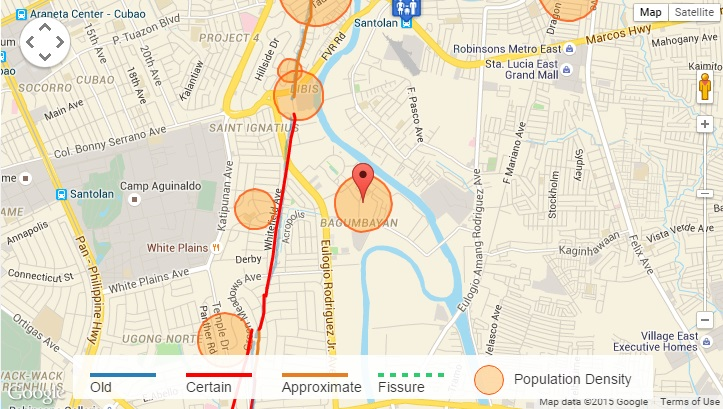 Araneta Center - Cubao
P. Tuazon Blvd
15th Ave
18th Ave
PROJECT 4
Hillside Dr
FVR Rd
Santolan
Map
Satellite
Marcos Hwy
Mahogany Ave
Robinsons Metro East
Sta. Lucia East
Grand Mall
Kaimito
CUBAO
SOCORRO
Kalantiaw
Main Ave
LIBIS
F. Pasco Ave
SAINT IGNATIUS
Col. Bonny Serrano Ave
F Mariano Ave
Sydney
Stockholm
Santolan
Camp Aguinaldo
Katipunan Ave
Whitefield Ave
Acropolis
BAGUMBAYAN
Eulogio Amang Rodriguez Ave
Annapolis
White Plains
Derby
Kaginhawaan
Vista Verde Ave
Felix Ave
Connecticut St
White Plains Ave
Pan - Philippine Hwy
Eulogio Rodriguez Jr.
Ortigas Ave
Temple Dr
Panther Rd
UGONG NORTE
Velasco Ave
Village East
Executive Homes
WACK-WACK
GREENHILLS
Old
Certain
Approximate
Fissure
Population Density
Google
Map data ©2015 Google
Terms of Use